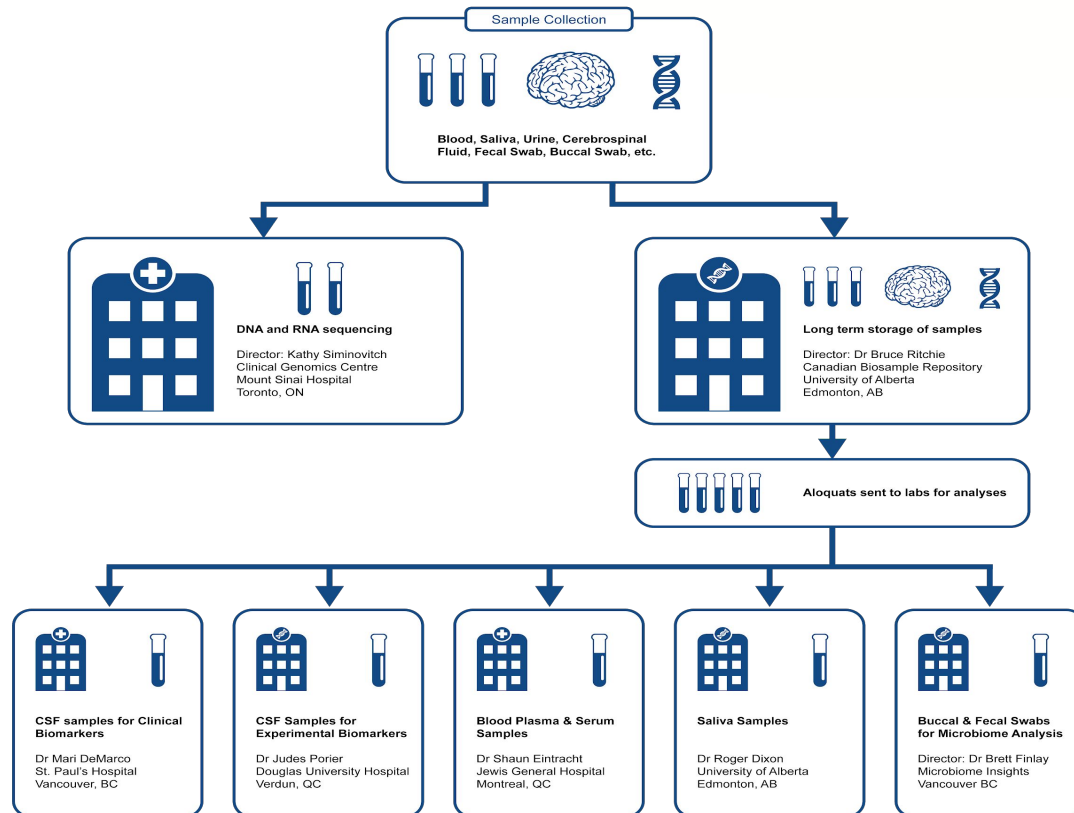 Sample Collection
Blood, Saliva, Urine, Cerebrospinal
Fluid, Fecal Swab, Buccal Swab, etc.
DNA and RNA sequencing
Director: Kathy Siminovitch
Clinical Genomics Centre
Mount Sinai Hospital
Toronto, ON
Long term storage of samples
Director: Dr Bruce Ritchie
Canadian Biosample Repository
University of Alberta
Edmonton, AB
Aloquats sent to labs for analyses
CSF samples for Clinical
Biomarkers
Dr Mari DeMarco
St. Paul's Hospital
Vancouver, BC
CSF Samples for
Experimental Biomarkers
Dr Judes Porier
Douglas University Hospital
Verdun, QC
Blood Plasma & Serum
Samples
Dr Shaun Eintracht
Jewis General Hospital
Montreal, QC
Saliva Samples
Dr Roger Dixon
University of Alberta
Edmonton, AB
Buccal & Fecal Swabs
for Microbiome Analysis
Director: Dr Brett Finlay
Microbiome Insights
Vancouver BC